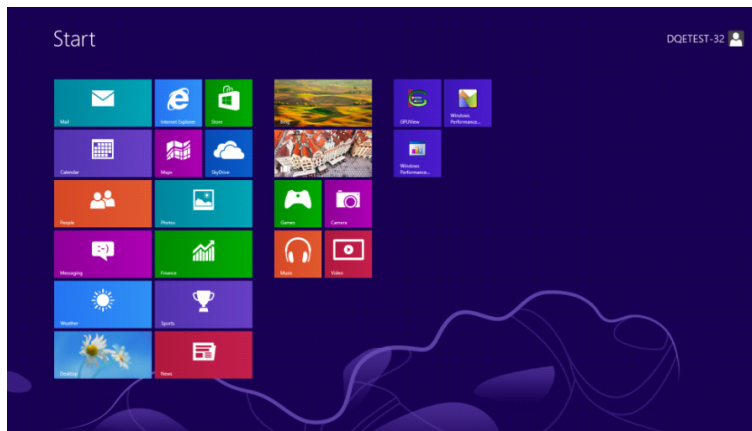 Start
DQETEST-32
Mail
Internet Explorer
Store
Bing
GPUView
Windows
Performance...
Calendar
Maps
SkyDrive
Windows
Performance...
People
Photos
Games
Camera
Messaging
Finance
Music
Video
Weather
Sports
Desktop
News